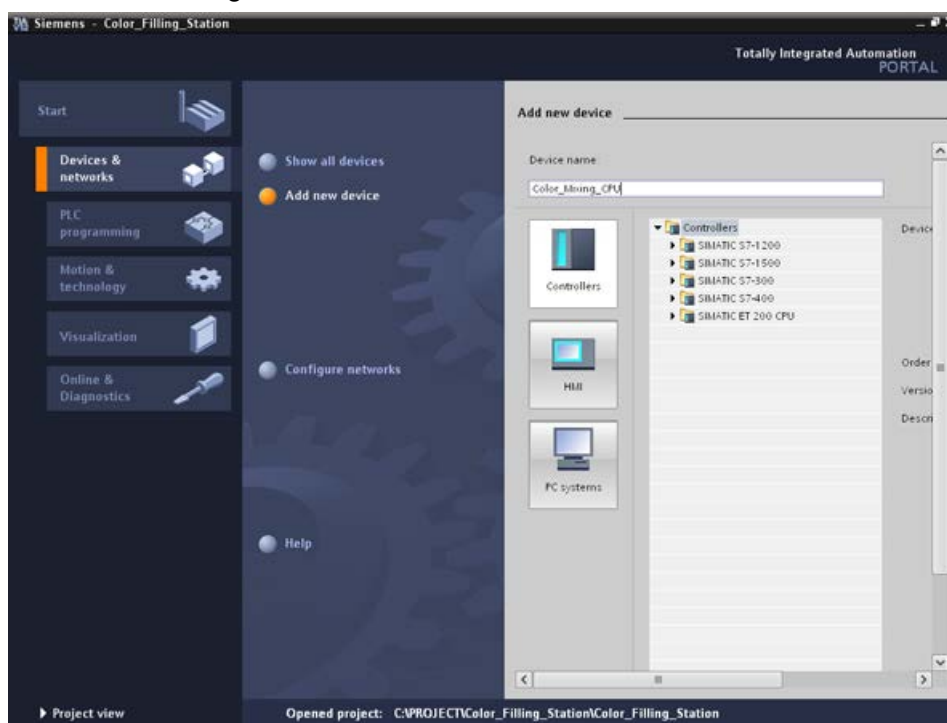 Siemens - Color_Filling_Station
Totally Integrated Automation
PORTAL
Start
Devices &
networks
PLC
programming
Motion &
technology
Visualization
Online &
Diagnostics
Show all devices
Add new device
Configure networks
Help
Add new device
Device name
Color_Mixing_CPU
Controllers
HMI
PC systems
Controllers
SIMATIC S7-1200
SIMATIC S7-1500
SIMATIC S7-300
SIMATIC S7-400
SIMATIC ET 200 CPU
Device
Order
Versio
Descri
Project view
Opened project: C:\PROJECT\Color_Filling_Station\Color_Filling_Station